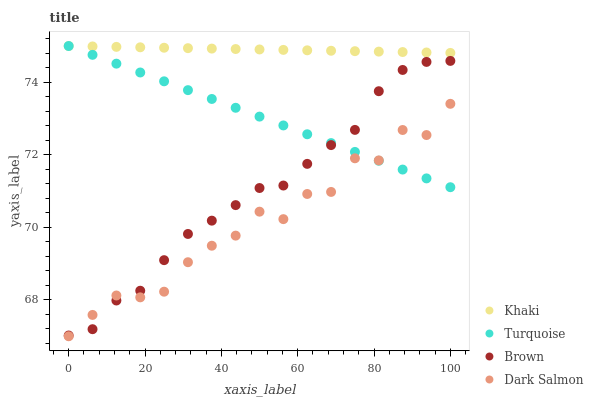 title
yaxis_label
74
72
70
68
0
20
40
60
80
100
xaxis_label
Khaki
Turquoise
Brown
Dark Salmon